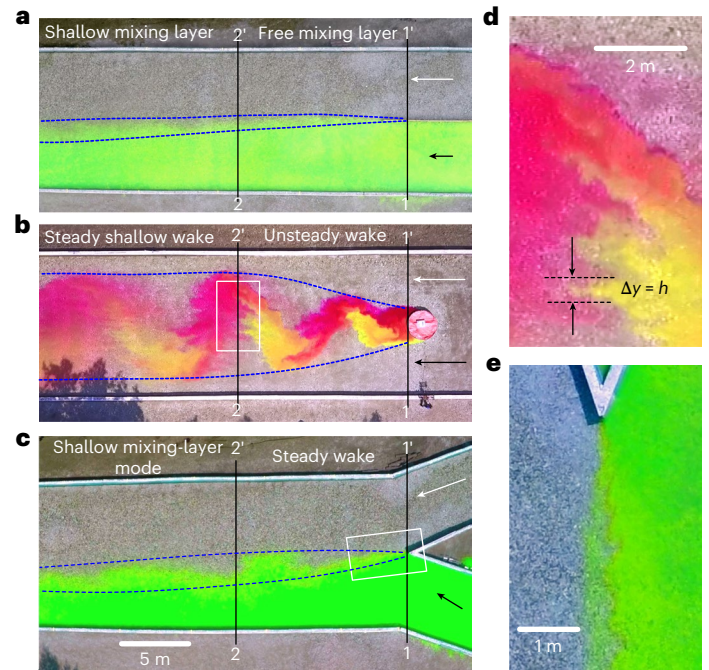 a
Shallow mixing layer
2'
Free mixing layer
1'
2
1
b
Steady shallow wake
2'
Unsteady wake
1'
2
1
c
Shallow mixing-layer
mode
2'
Steady wake
1'
5 m
2
1
d
2 m
Δy = h
e
1 m